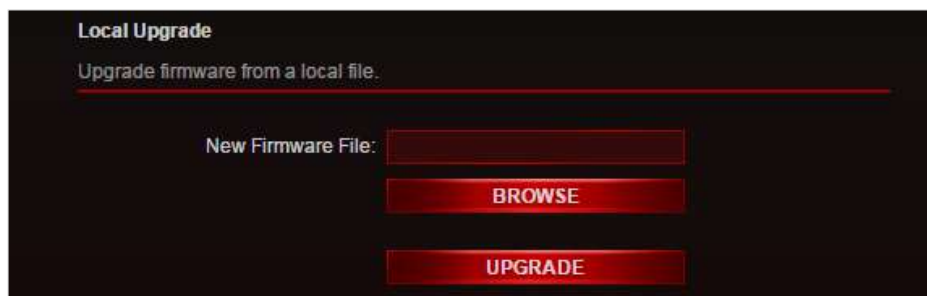 Local Upgrade
Upgrade firmware from a local file.
New Firmware File:
BROWSE
UPGRADE